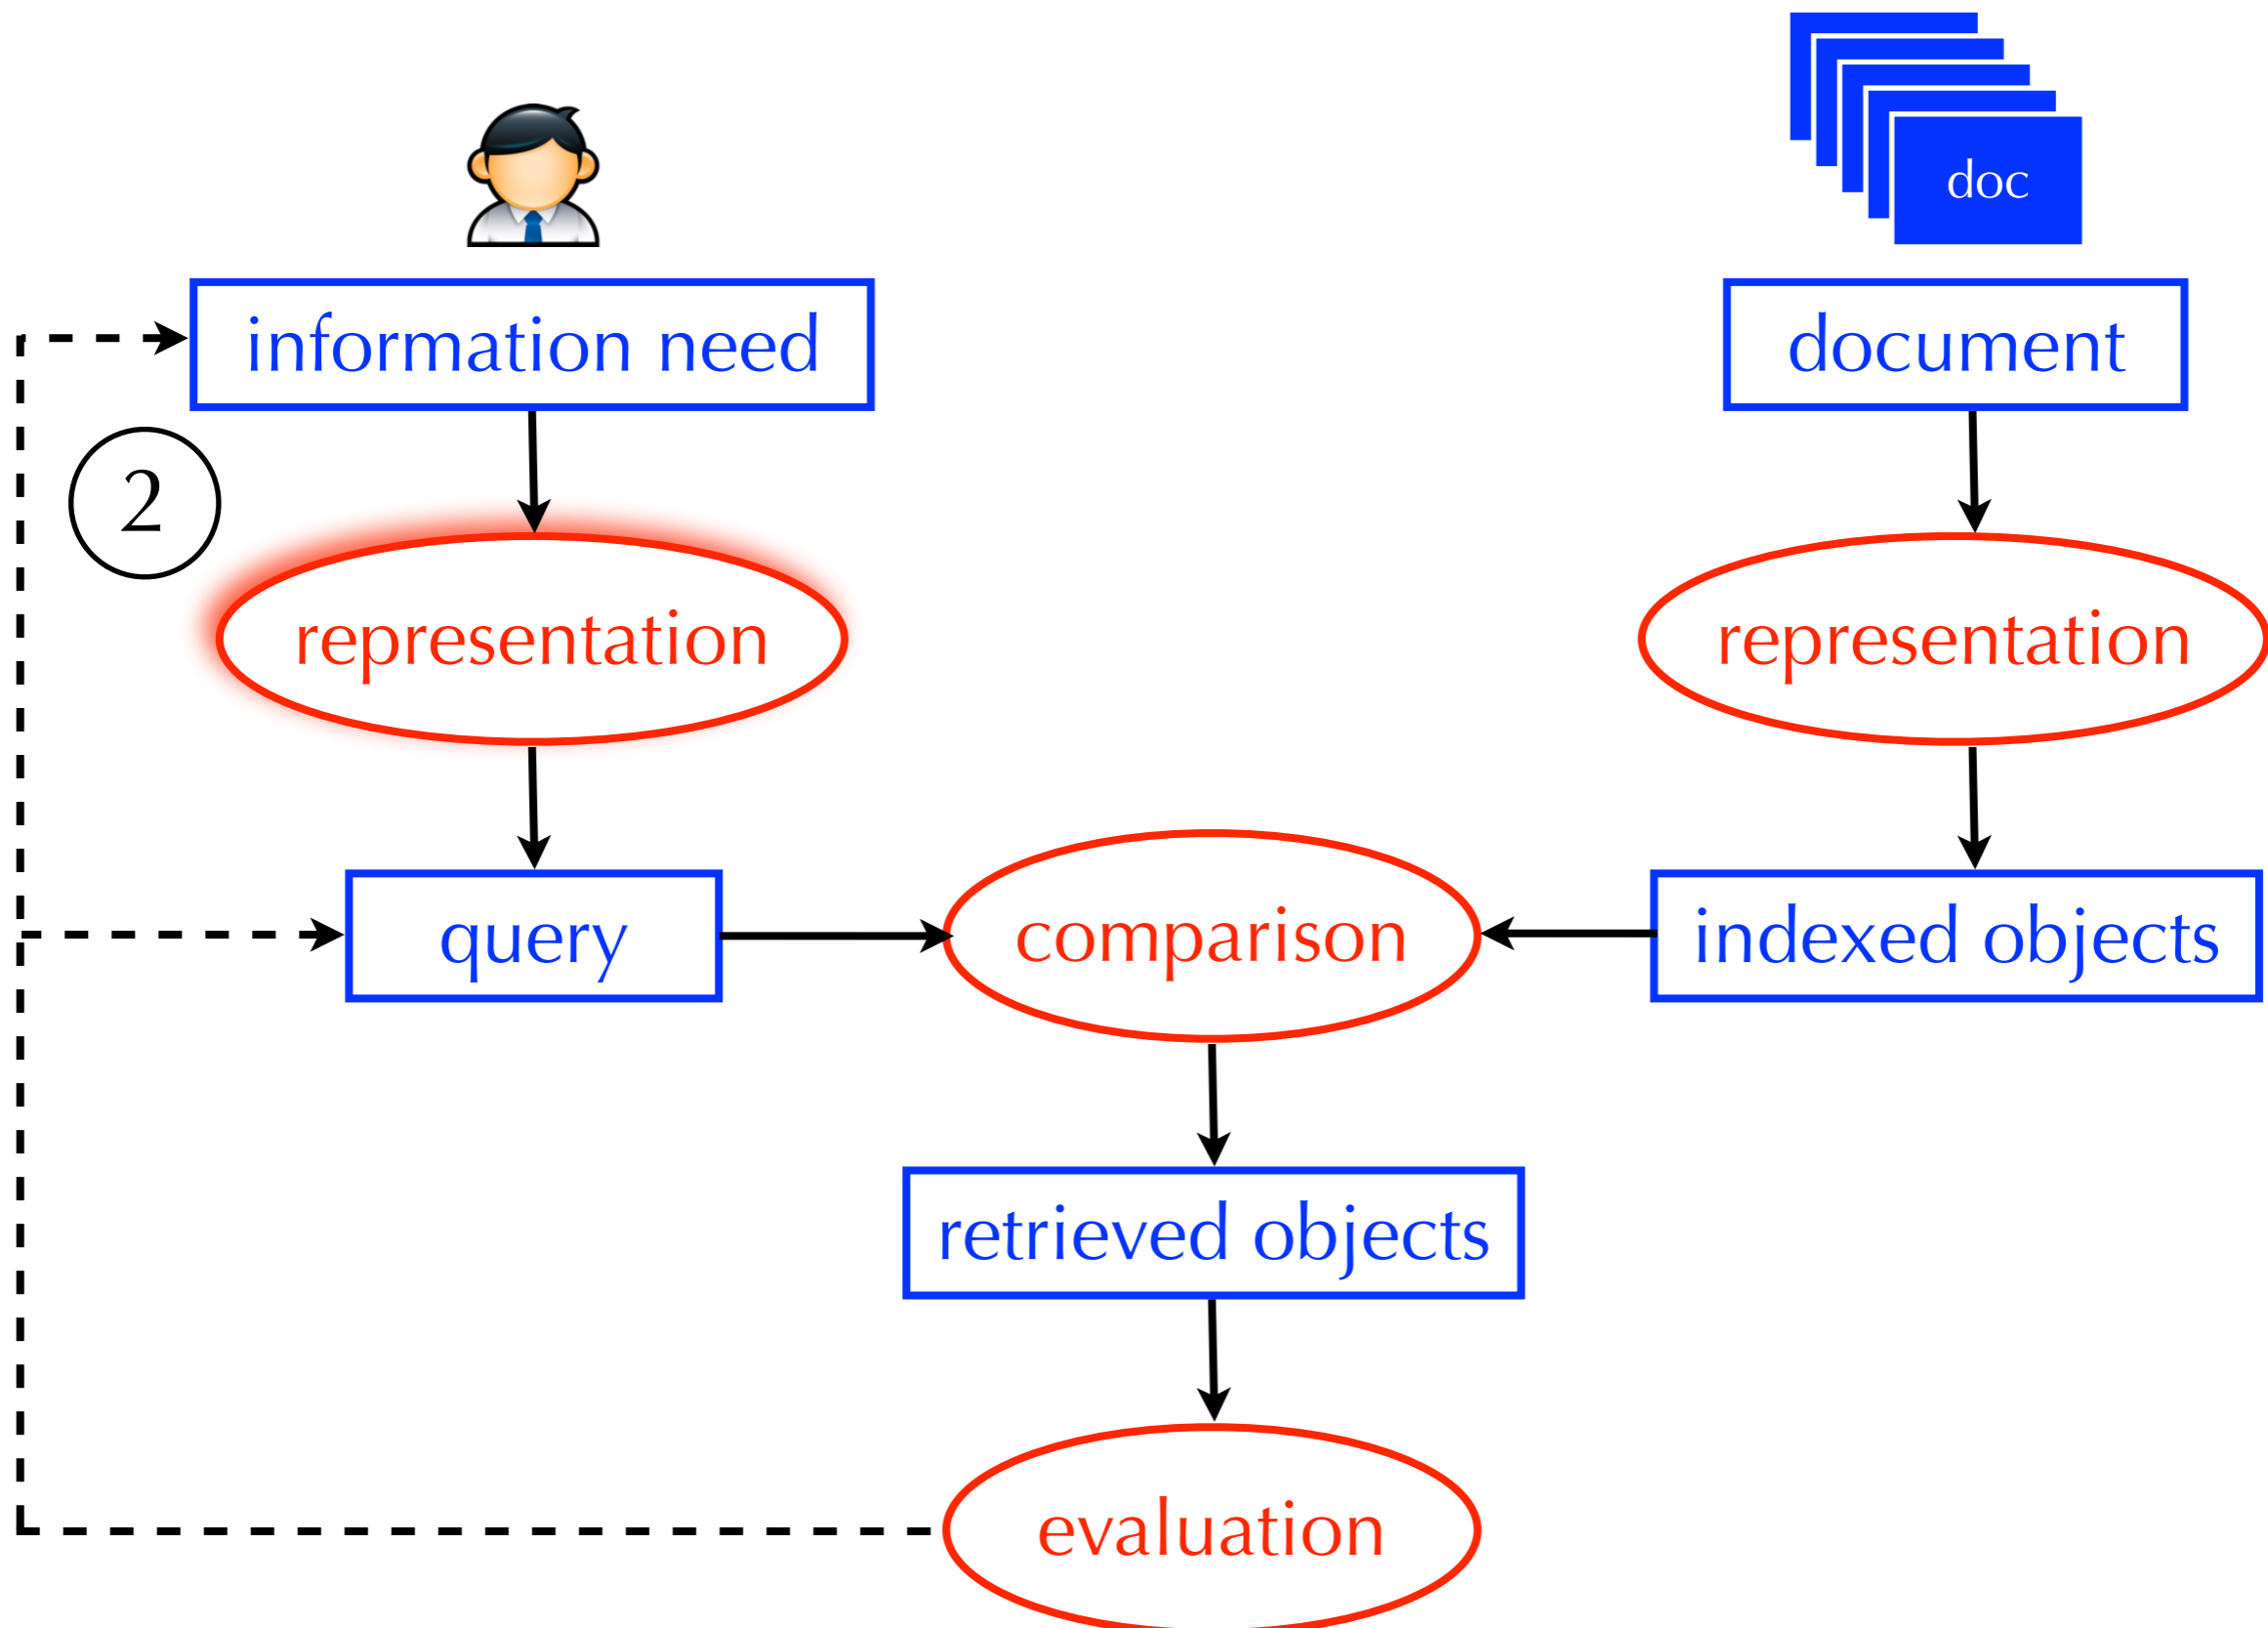 doc
information need
document
2
representation
representation
query
comparison
indexed objects
retrieved objects
evaluation